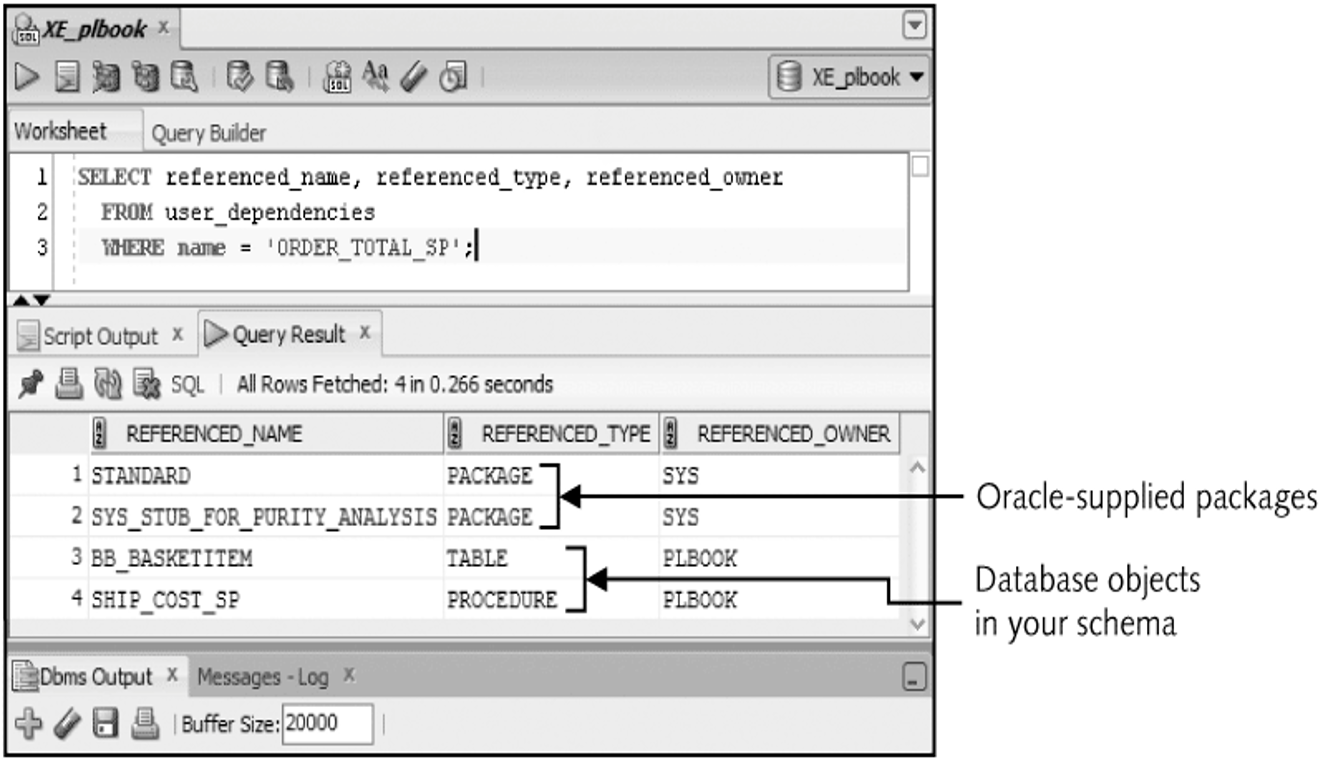 XE_plbook
XE_plbook
Worksheet Query Builder
1 SELECT referenced_name, referenced_type, referenced_owner
2 FROM user_dependencies
3 WHERE name = 'ORDER_TOTAL_SP';
Script Output Query Result
SQL All Rows Fetched: 4 in 0.266 seconds
REFERENCED_NAME REFERENCED_TYPE REFERENCED_OWNER
1 STANDARD PACKAGE SYS
2 SYS_STUB_FOR_PURITY_ANALYSIS PACKAGE SYS
3 BB_BASKETITEM TABLE PLBOOK
4 SHIP_COST_SP PROCEDURE PLBOOK
Oracle-supplied packages
Database objects
in your schema
Dbms Output Messages - Log
Buffer Size: 20000